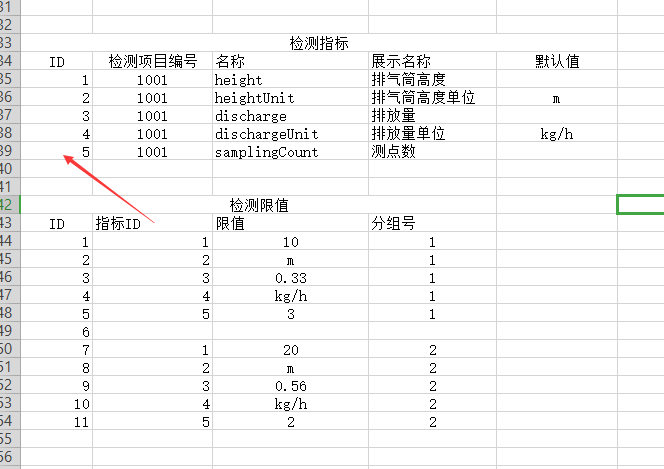 31
32
33 检测指标
34 ID 检测项目编号 名称 展示名称 默认值
35 1 1001 height 排气筒高度
36 2 1001 heightUnit 排气筒高度单位 m
37 3 1001 discharge 排放量
38 4 1001 dischargeUnit 排放量单位 kg/h
39 5 1001 samplingCount 测点数
40
41
42 检测限值
43 ID 指标ID 限值 分组号
44 1 1 10 1
45 2 2 m 1
46 3 3 0.33 1
47 4 4 kg/h 1
48 5 5 3 1
49 6
50 7 1 20 2
51 8 2 m 2
52 9 3 0.56 2
53 10 4 kg/h 2
54 11 5 2 2
55
56